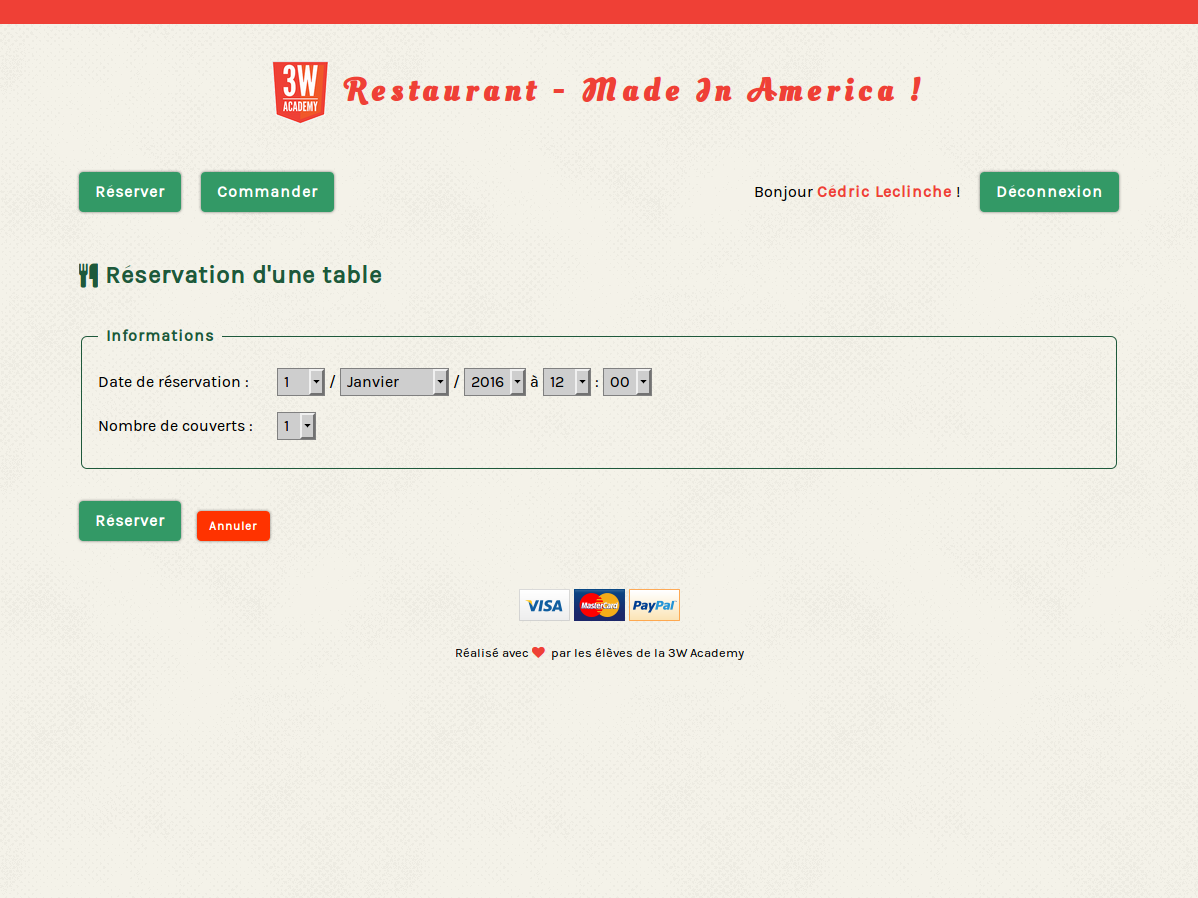 3W
ACADEMY
Restaurant - Made In America !
Réserver Commander Bonjour Cédric Leclinche ! Déconnexion
Réservation d'une table
Informations
Date de réservation : 1 / Janvier / 2016 à 12 : 00
Nombre de couverts : 1
Réserver Annuler
VISA MasterCard PayPal
Réalisé avec par les élèves de la 3W Academy